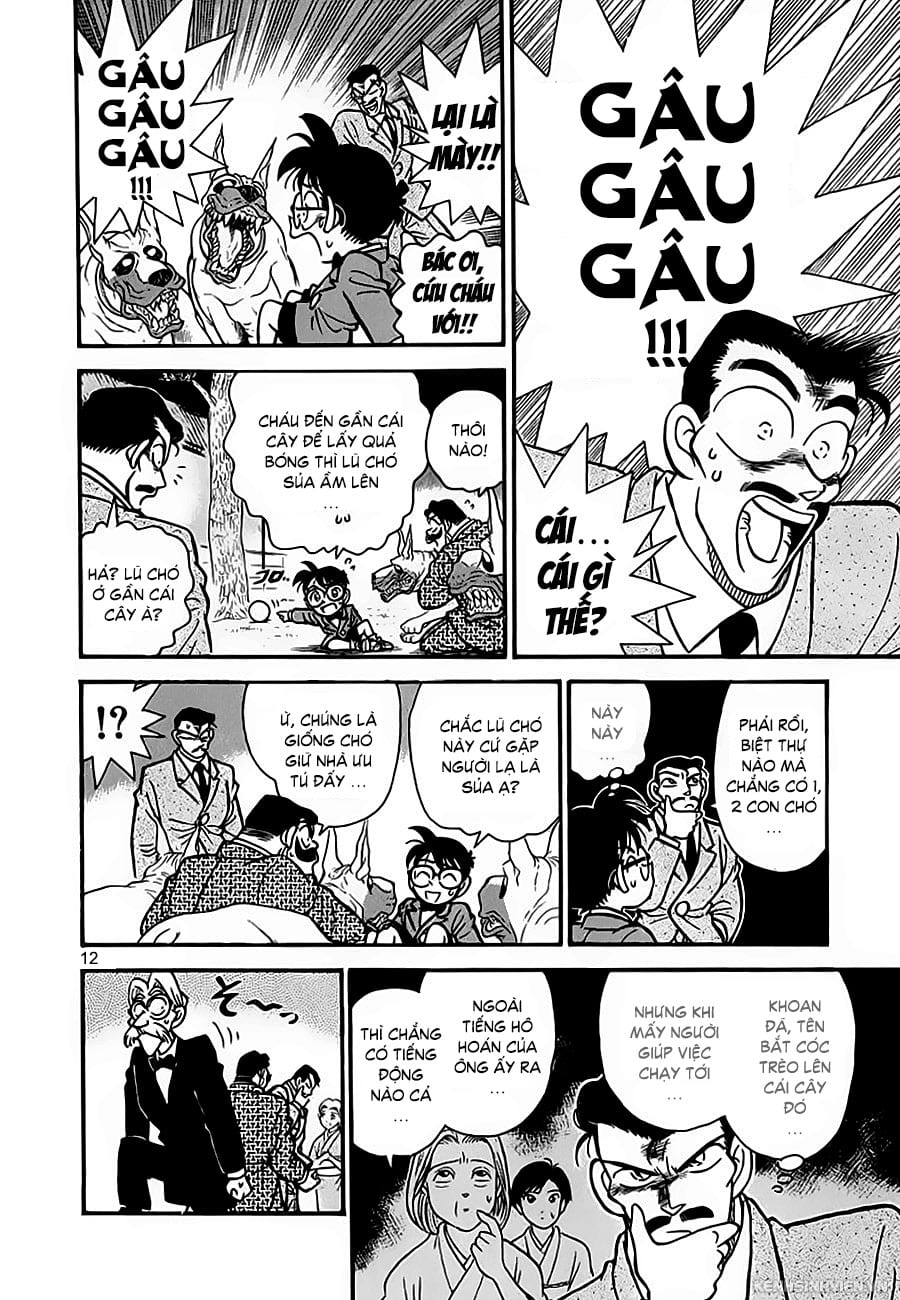 GÂU
GÂU
GÂU
!!!
CÁI...
CÁI GÌ
THẾ?
LẠI LÀ
MÀY!!
BÁC ƠI,
CỨU CHÁU
VỚI!!
GÂU
GÂU
GÂU
!!!
THÔI
NÀO!
CHÁU ĐẾN GẦN CÁI
CÂY ĐỂ LẤY QUẢ
BÓNG THÌ LŨ CHÓ
SỦA ẦM LÊN
...
コロ..
HẢ? LŨ CHÓ
Ở GẦN CÁI
CÂY À?
PHẢI RỒI,
BIỆT THỰ
NÀO MÀ
CHẲNG CÓ 1,
2 CON CHÓ
...
NÀY
NÀY
...
CHẮC LŨ CHÓ
NÀY CỨ GẶP
NGƯỜI LẠ LÀ
SỦA Ạ?
Ừ, CHÚNG LÀ
GIỐNG CHÓ
GIỮ NHÀ ƯU
TÚ ĐẤY
...
!?
12
KHOAN
ĐÃ, TÊN
BẮT CÓC
TRÈO LÊN
CÁI CÂY
ĐÓ
...
NHƯNG KHI
MẤY NGƯỜI
GIÚP VIỆC
CHẠY TỚI
...
NGOÀI
TIẾNG HÔ
HOÁN CỦA
ÔNG ẤY RA
...
THÌ CHẲNG
CÓ TIẾNG
ĐỘNG
NÀO CẢ
...
そ〜